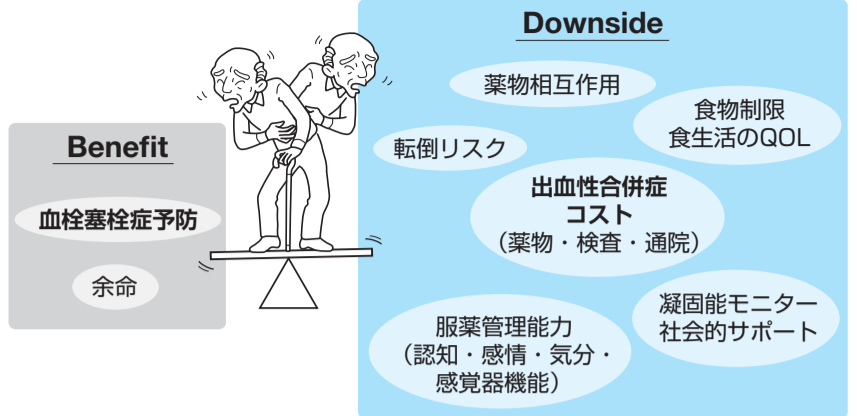 Benefit
血栓塞栓症予防
余命
Downside
薬物相互作用
食物制限
食生活のQOL
転倒リスク
出血性合併症
コスト
（薬物・検査・通院）
凝固能モニター
社会的サポート
服薬管理能力
（認知・感情・気分・
感覚器機能）